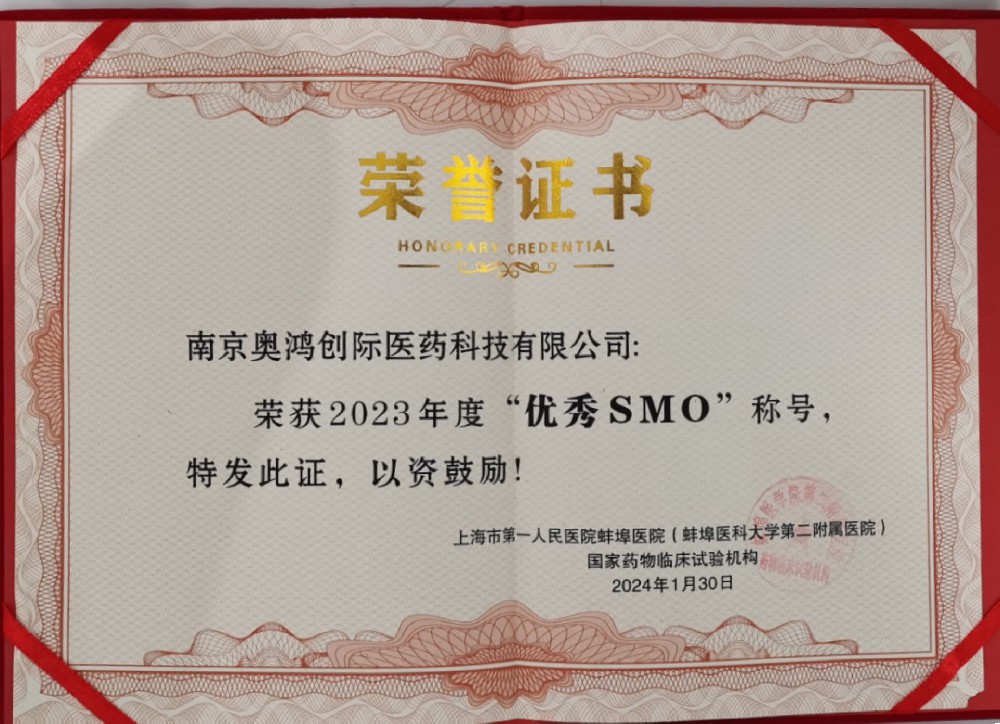 荣誉证书
HONORARY CREDENTIAL
南京奥鸿创际医药科技有限公司:
荣获2023年度“优秀SMO”称号，
特发此证，以资鼓励!
上海市第一人民医院蚌埠医院（蚌埠医科大学第二附属医院）
国家药物临床试验机构
2024年1月30日